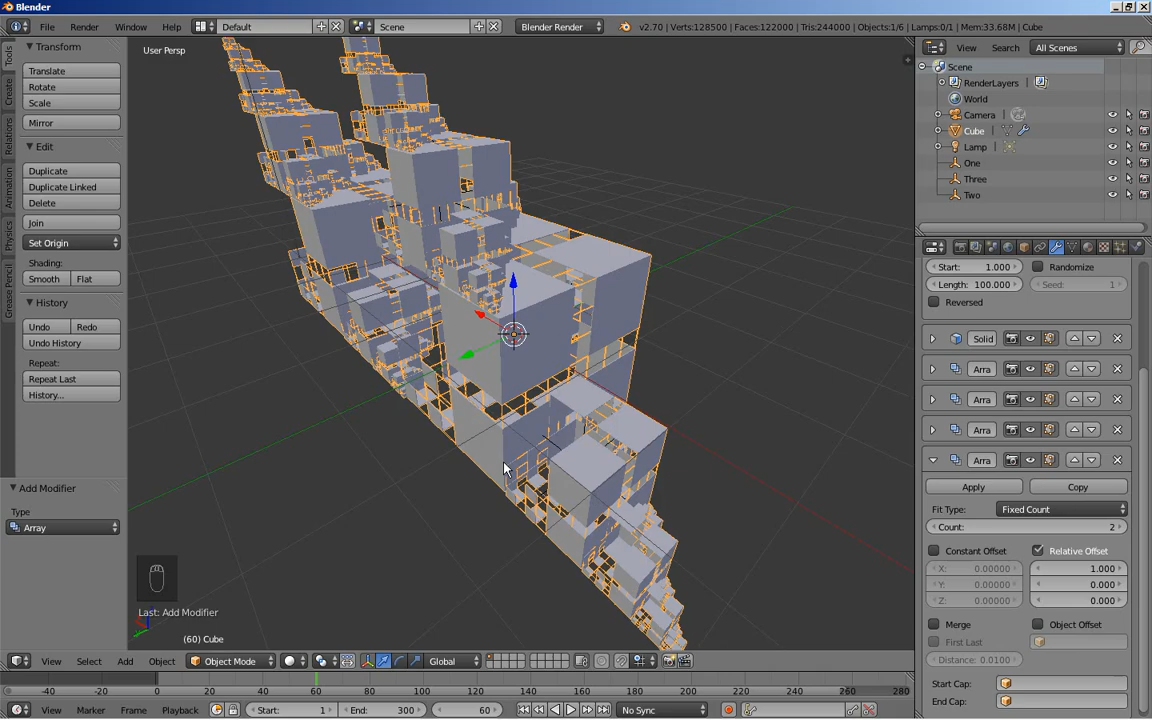 Blender
File Render Window Help Default Scene Blender Render v2.70 | Verts:128500 | Faces:122000 | Tris:244000 | Objects:1/6 | Lamps:0/1 | Mem:33.68M | Cube
Tools
Create
Relations
Animation
Physics
Grease Pencil
Transform
Translate
Rotate
Scale
Mirror
Edit
Duplicate
Duplicate Linked
Delete
Join
Set Origin
Shading:
Smooth Flat
History
Undo Redo
Undo History
Repeat:
Repeat Last
History...
Add Modifier
Type
Array
User Persp
Last: Add Modifier
(60) Cube
View Select Add Object Object Mode Global
-40 -20 0 20 40 60 80 100 120 140 160 180 200 220 240 260 280
View Marker Frame Playback Start: 1 End: 300 60 No Sync
View Search All Scenes
Scene
RenderLayers
World
Camera
Cube
Lamp
One
Three
Two
Start: 1.000 Randomize
Length: 100.000 Seed: 1
Reversed
Solid
Arra
Arra
Arra
Arra
Apply Copy
Fit Type: Fixed Count
Count: 2
Constant Offset Relative Offset
X: 0.00000 1.000
Y: 0.00000 0.000
Z: 0.00000 0.000
Merge Object Offset
First Last
Distance: 0.0100
Start Cap:
End Cap: